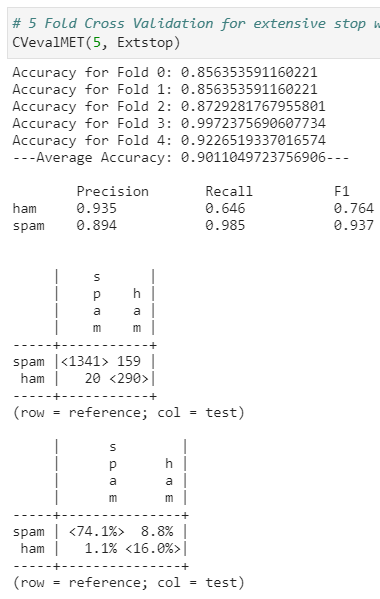 # 5 Fold Cross Validation for extensive stop
CVevalMET(5, Extstop)
Accuracy for Fold 0: 0.856353591160221
Accuracy for Fold 1: 0.856353591160221
Accuracy for Fold 2: 0.8729281767955801
Accuracy for Fold 3: 0.9972375690607734
Accuracy for Fold 4: 0.9226519337016574
---Average Accuracy: 0.9011049723756906---
Precision Recall F1
ham 0.935 0.646 0.764
spam 0.894 0.985 0.937
| s |
| p h |
| a a |
| m m |
-----+-----------+
spam |<1341> 159 |
ham | 20 <290>|
-----+-----------+
(row = reference; col = test)
| s |
| p h |
| a a |
| m m |
-----+---------------+
spam | <74.1%> 8.8% |
ham | 1.1% <16.0%>|
-----+---------------+
(row = reference; col = test)